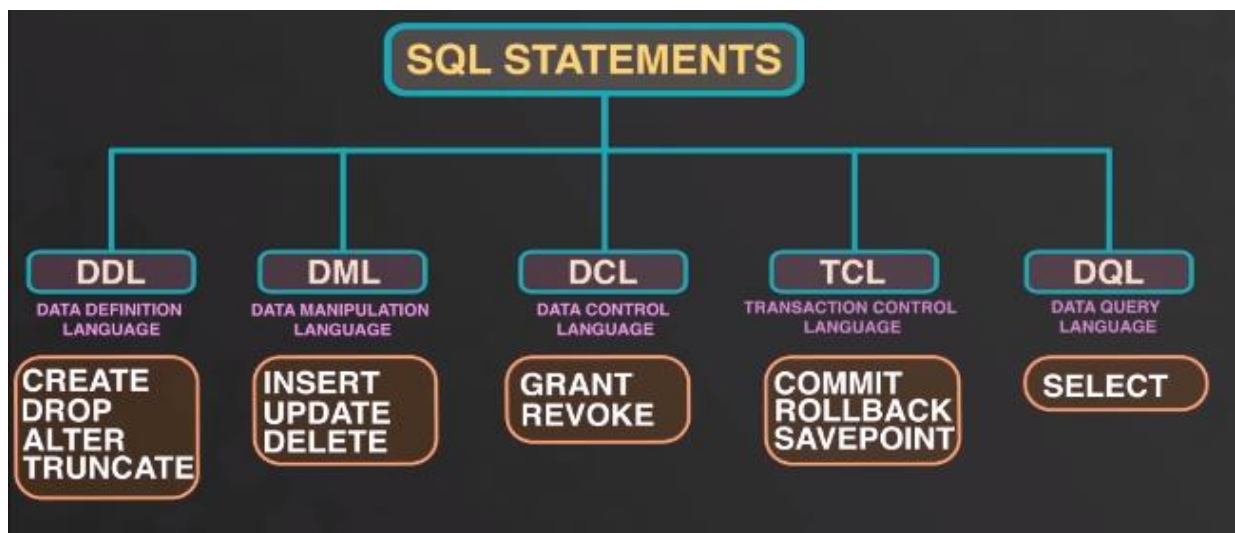 SQL STATEMENTS
DDL
DATA DEFINITION
LANGUAGE
CREATE
DROP
ALTER
TRUNCATE
DML
DATA MANIPULATION
LANGUAGE
INSERT
UPDATE
DELETE
DCL
DATA CONTROL
LANGUAGE
GRANT
REVOKE
TCL
TRANSACTION CONTROL
LANGUAGE
COMMIT
ROLLBACK
SAVEPOINT
DQL
DATA QUERY
LANGUAGE
SELECT